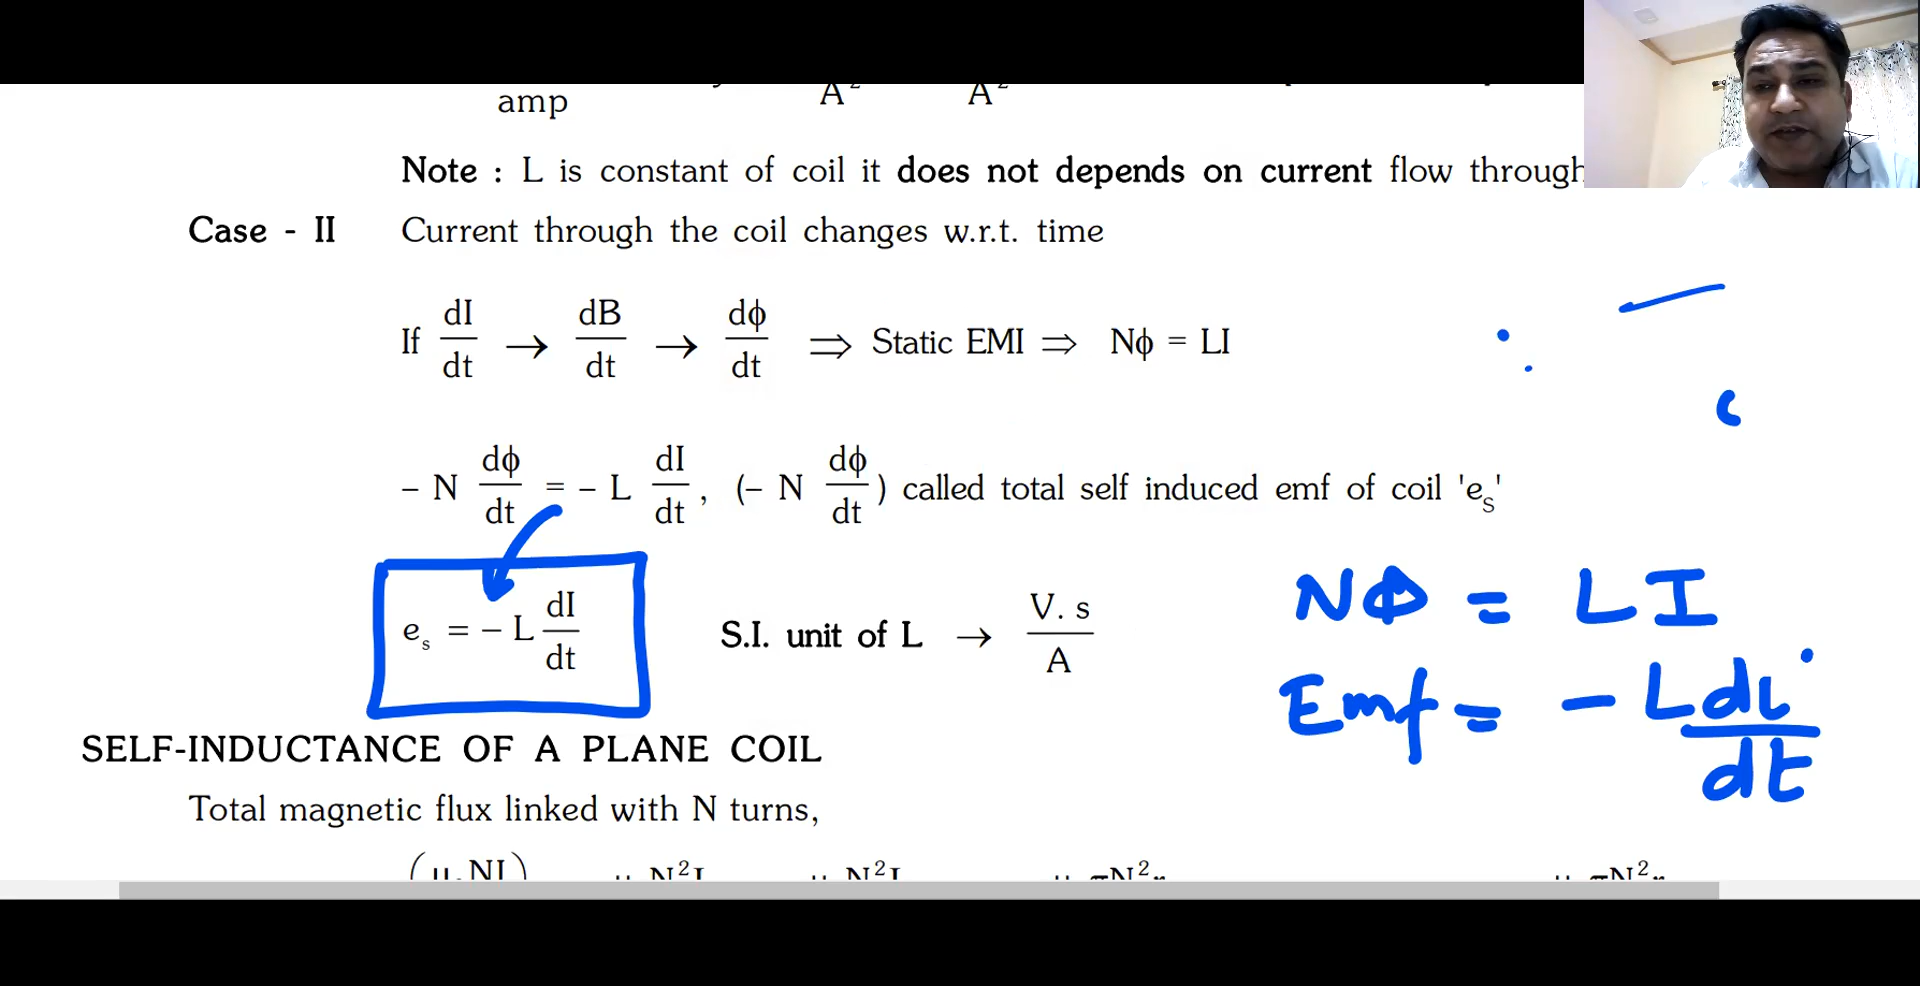 amp A² A²
Note : L is constant of coil it does not depends on current flow through
Case - II Current through the coil changes w.r.t. time
If dI/dt → dB/dt → dϕ/dt ⇒ Static EMI ⇒ Nϕ = LI
– N dϕ/dt = – L dI/dt, (– N dϕ/dt) called total self induced emf of coil 'eₛ'
eₛ = – L dI/dt S.I. unit of L → V. s/A
Nϕ = LI
Emf = - L di/dt
SELF-INDUCTANCE OF A PLANE COIL
Total magnetic flux linked with N turns,